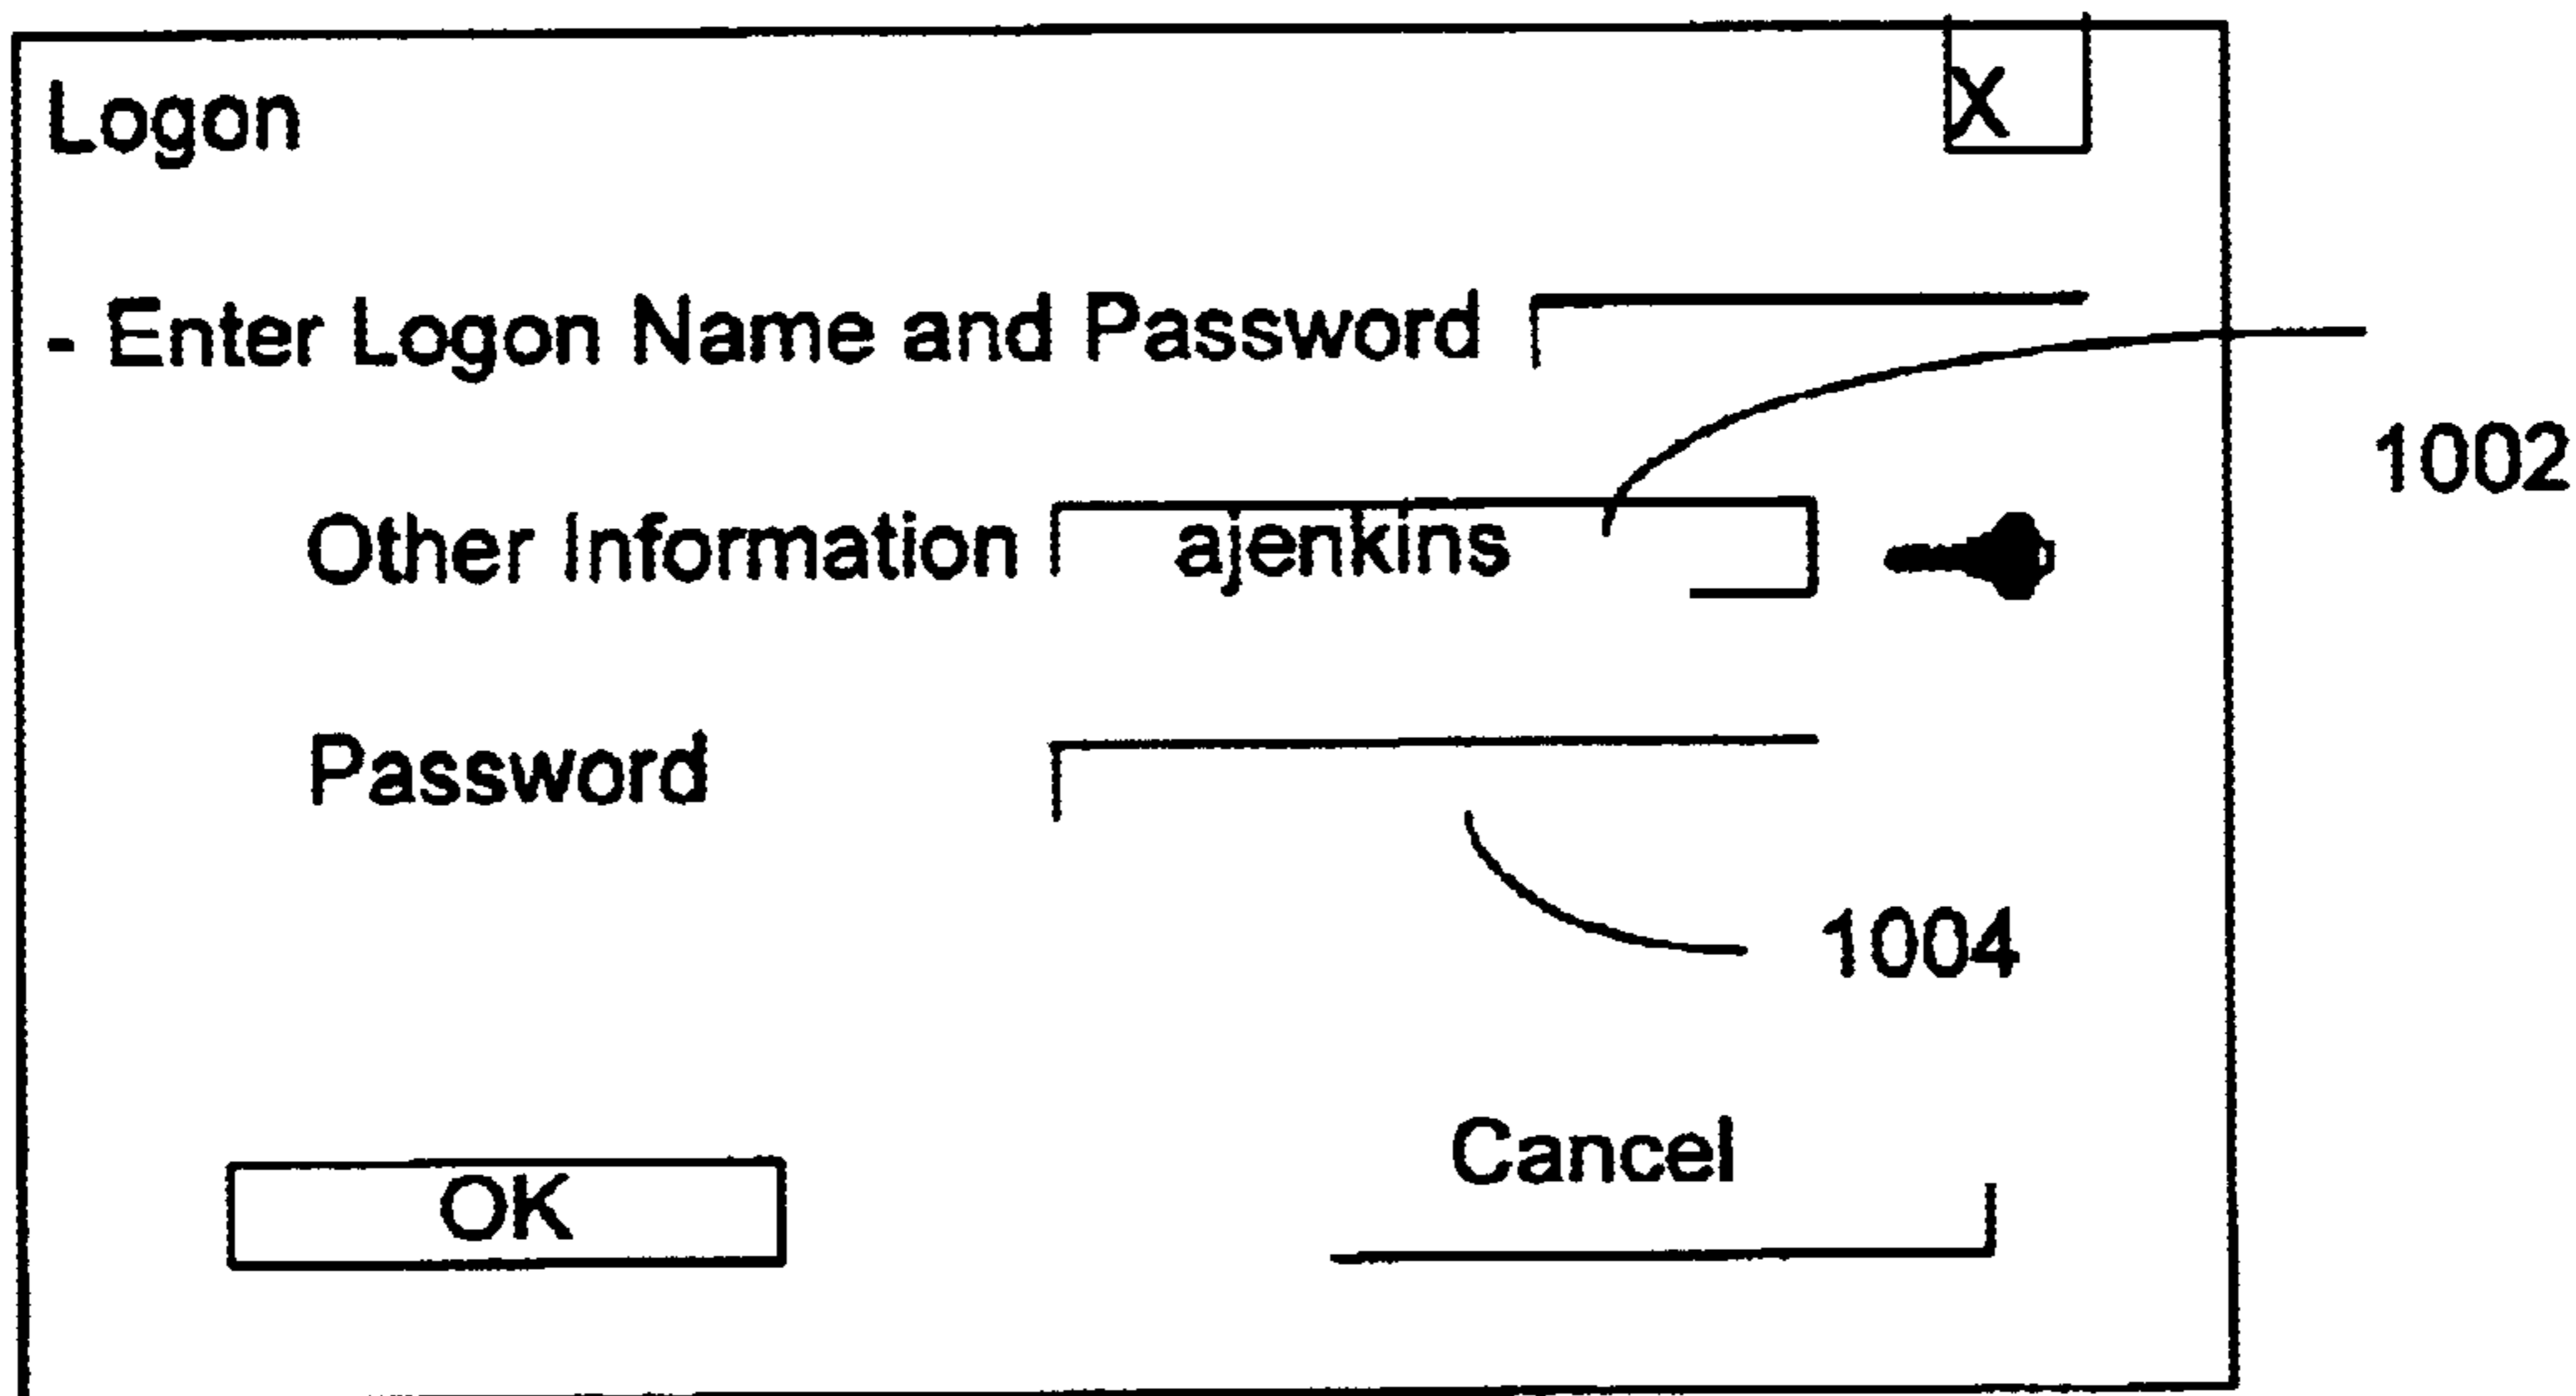 Logon X
- Enter Logon Name and Password
1002
Other Information ajenkins
Password
1004
Cancel
OK